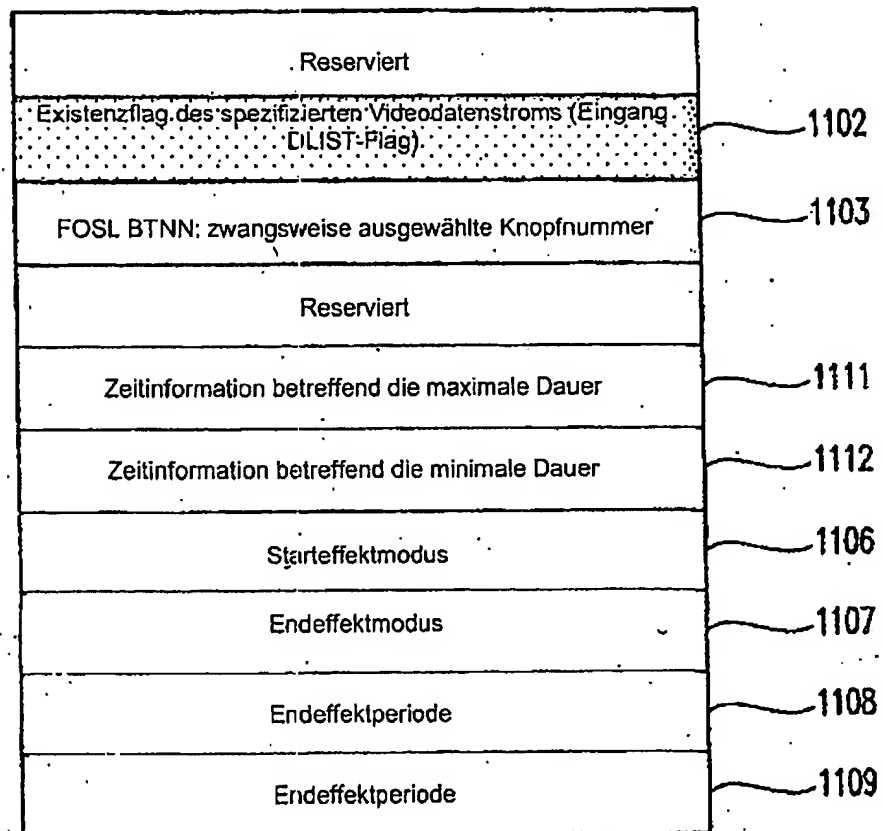 Reserviert
Existenzflag des spezifizierten Videodatenstroms (Eingang
DLIST-Flag)
1102
FOSL BTNN: zwangsweise ausgewählte Knopfnummer
1103
Reserviert
Zeitinformation betreffend die maximale Dauer
1111
Zeitinformation betreffend die minimale Dauer
1112
Starteffektmodus
1106
Endeffektmodus
1107
Endeffektperiode
1108
Endeffektperiode
1109